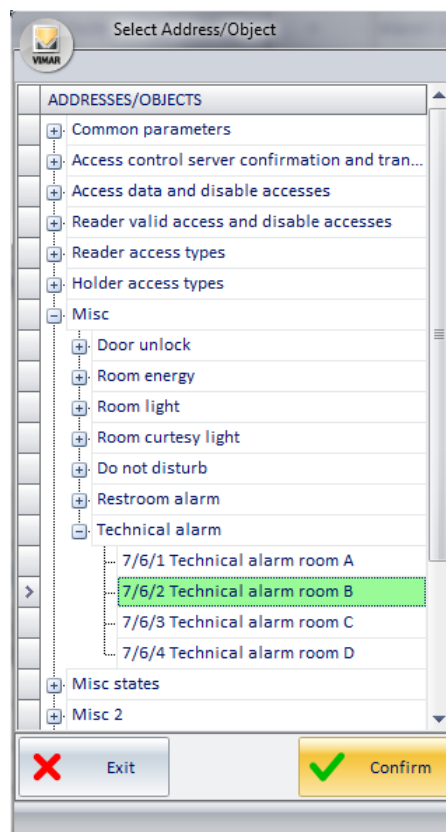 Select Address/Object
VIMAR
ADDRESSES/OBJECTS
Common parameters
Access control server confirmation and tran...
Access data and disable accesses
Reader valid access and disable accesses
Reader access types
Holder access types
Misc
Door unlock
Room energy
Room light
Room curtesy light
Do not disturb
Restroom alarm
Technical alarm
7/6/1 Technical alarm room A
7/6/2 Technical alarm room B
7/6/3 Technical alarm room C
7/6/4 Technical alarm room D
Misc states
Misc 2
Exit
Confirm